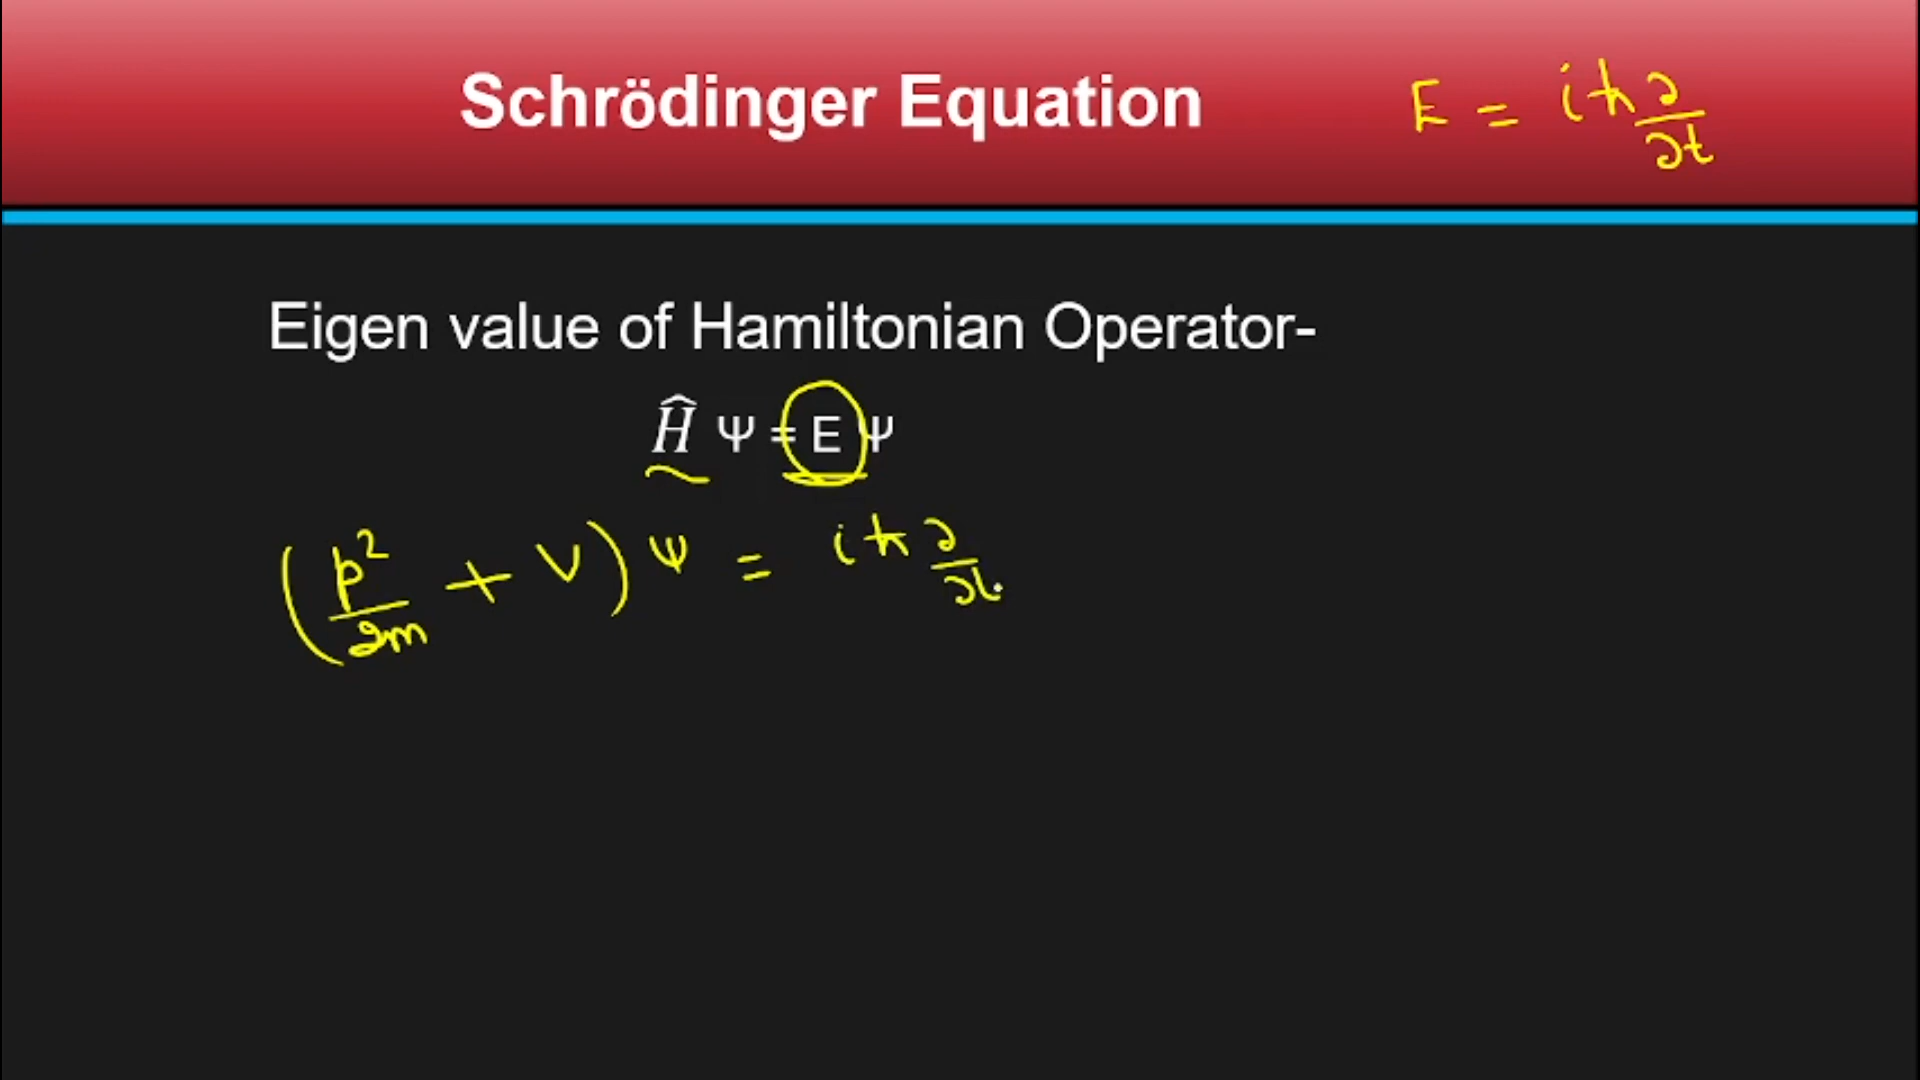 Schrödinger Equation
E = iħ ∂/∂t
Eigen value of Hamiltonian Operator-
Ĥ Ψ = E Ψ
(p²/2m + V) Ψ = iħ ∂/∂t